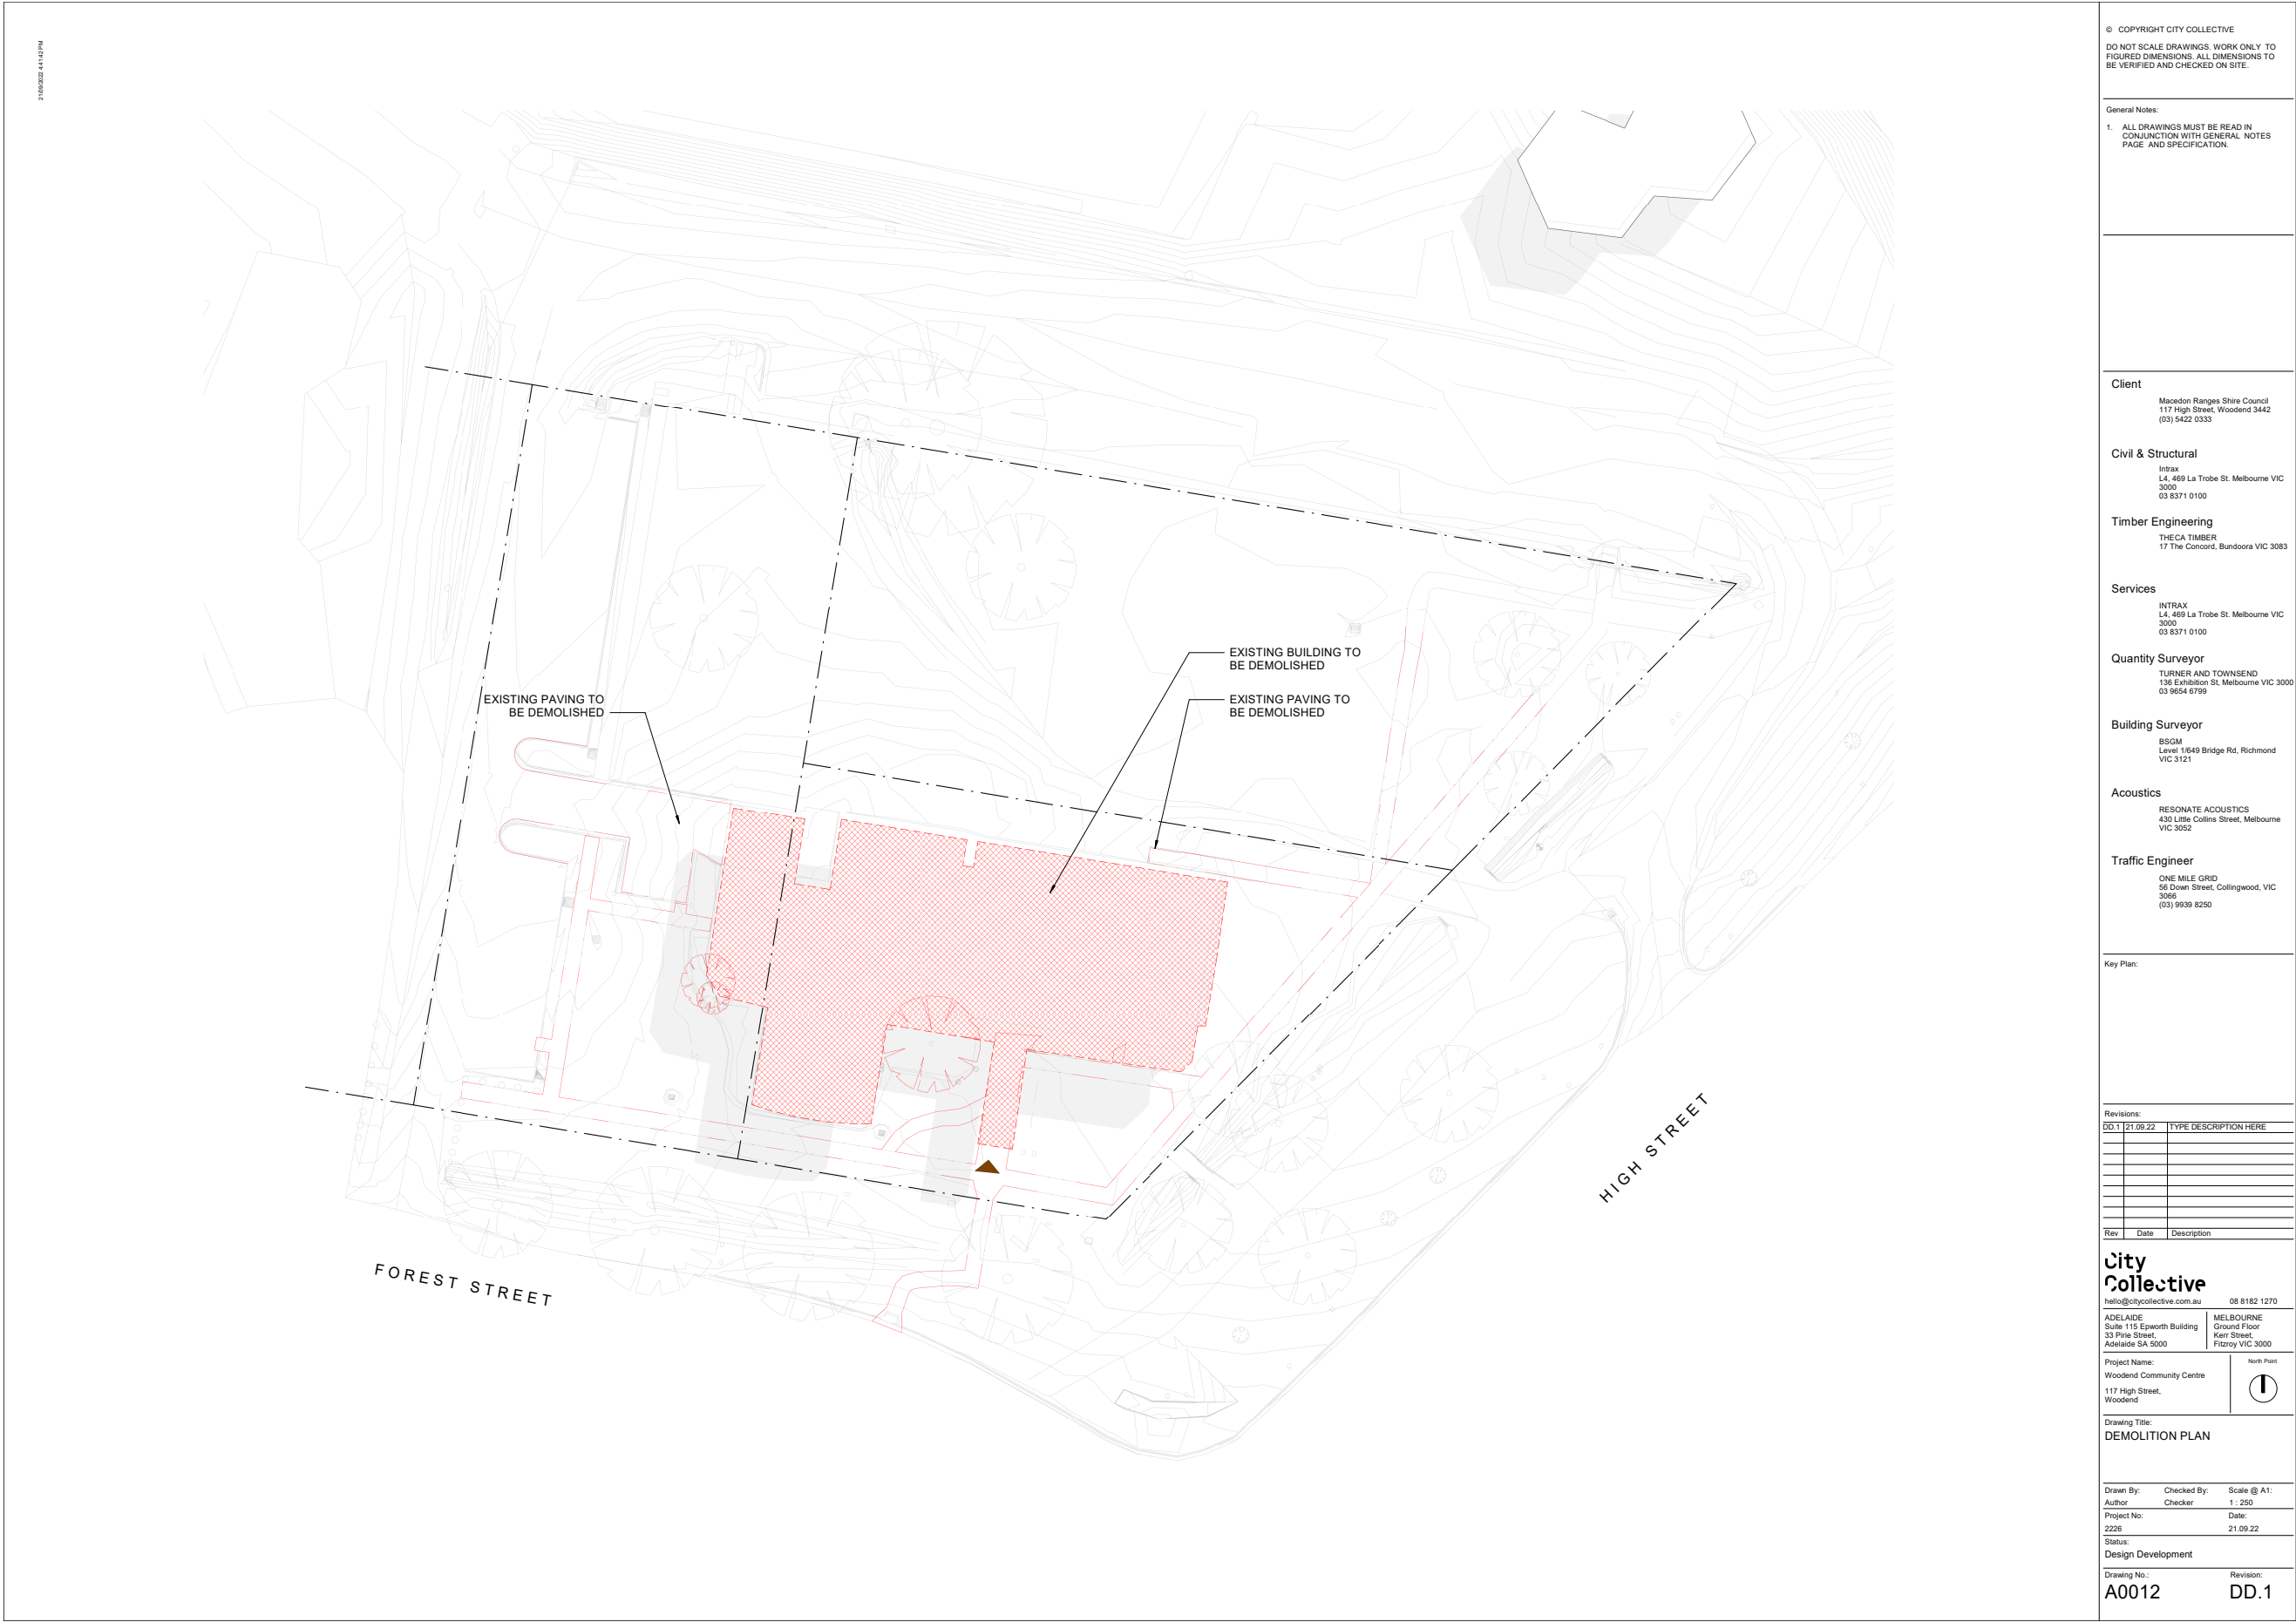 21/09/2022 4:41:42 PM
EXISTING PAVING TO
BE DEMOLISHED
EXISTING BUILDING TO
BE DEMOLISHED
EXISTING PAVING TO
BE DEMOLISHED
HIGH STREET
FOREST STREET
© COPYRIGHT CITY COLLECTIVE
DO NOT SCALE DRAWINGS. WORK ONLY TO
FIGURED DIMENSIONS. ALL DIMENSIONS TO
BE VERIFIED AND CHECKED ON SITE.
General Notes:
1. ALL DRAWINGS MUST BE READ IN
CONJUNCTION WITH GENERAL NOTES
PAGE AND SPECIFICATION.
Client
Macedon Ranges Shire Council
117 High Street, Woodend 3442
(03) 5422 0333
Civil & Structural
Intrax
L4, 469 La Trobe St. Melbourne VIC
3000
03 8371 0100
Timber Engineering
THECA TIMBER
17 The Concord, Bundoora VIC 3083
Services
INTRAX
L4, 469 La Trobe St. Melbourne VIC
3000
03 8371 0100
Quantity Surveyor
TURNER AND TOWNSEND
136 Exhibition St, Melbourne VIC 3000
03 9654 6799
Building Surveyor
BSGM
Level 1/649 Bridge Rd, Richmond
VIC 3121
Acoustics
RESONATE ACOUSTICS
430 Little Collins Street, Melbourne
VIC 3052
Traffic Engineer
ONE MILE GRID
56 Down Street, Collingwood, VIC
3066
(03) 9939 8250
Key Plan:
Revisions:
DD.1 21.09.22 TYPE DESCRIPTION HERE
Rev Date Description
City
Collective
hello@citycollective.com.au 08 8182 1270
ADELAIDE
Suite 115 Epworth Building
33 Pirie Street,
Adelaide SA 5000
MELBOURNE
Ground Floor
Kerr Street,
Fitzroy VIC 3000
Project Name:
Woodend Community Centre
117 High Street,
Woodend
North Point
Drawing Title:
DEMOLITION PLAN
Drawn By: Checked By: Scale @ A1:
Author Checker 1 : 250
Project No: Date:
2226 21.09.22
Status:
Design Development
Drawing No.: Revision:
A0012 DD.1